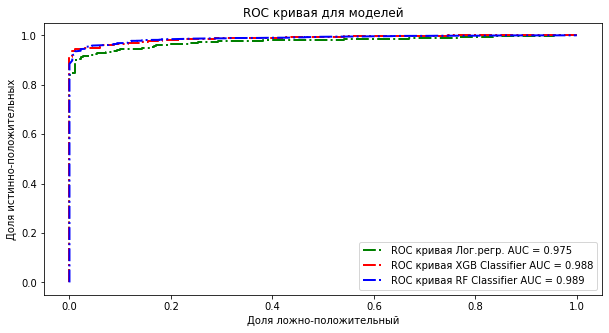 ROC кривая для моделей
Доля истинно-положительных
1.0
0.8
0.6
0.4
0.2
0.0
ROC кривая Лог.регр. AUC = 0.975
ROC кривая XGB Classifier AUC = 0.988
ROC кривая RF Classifier AUC = 0.989
0.0 0.2 0.4 0.6 0.8 1.0
Доля ложно-положительный